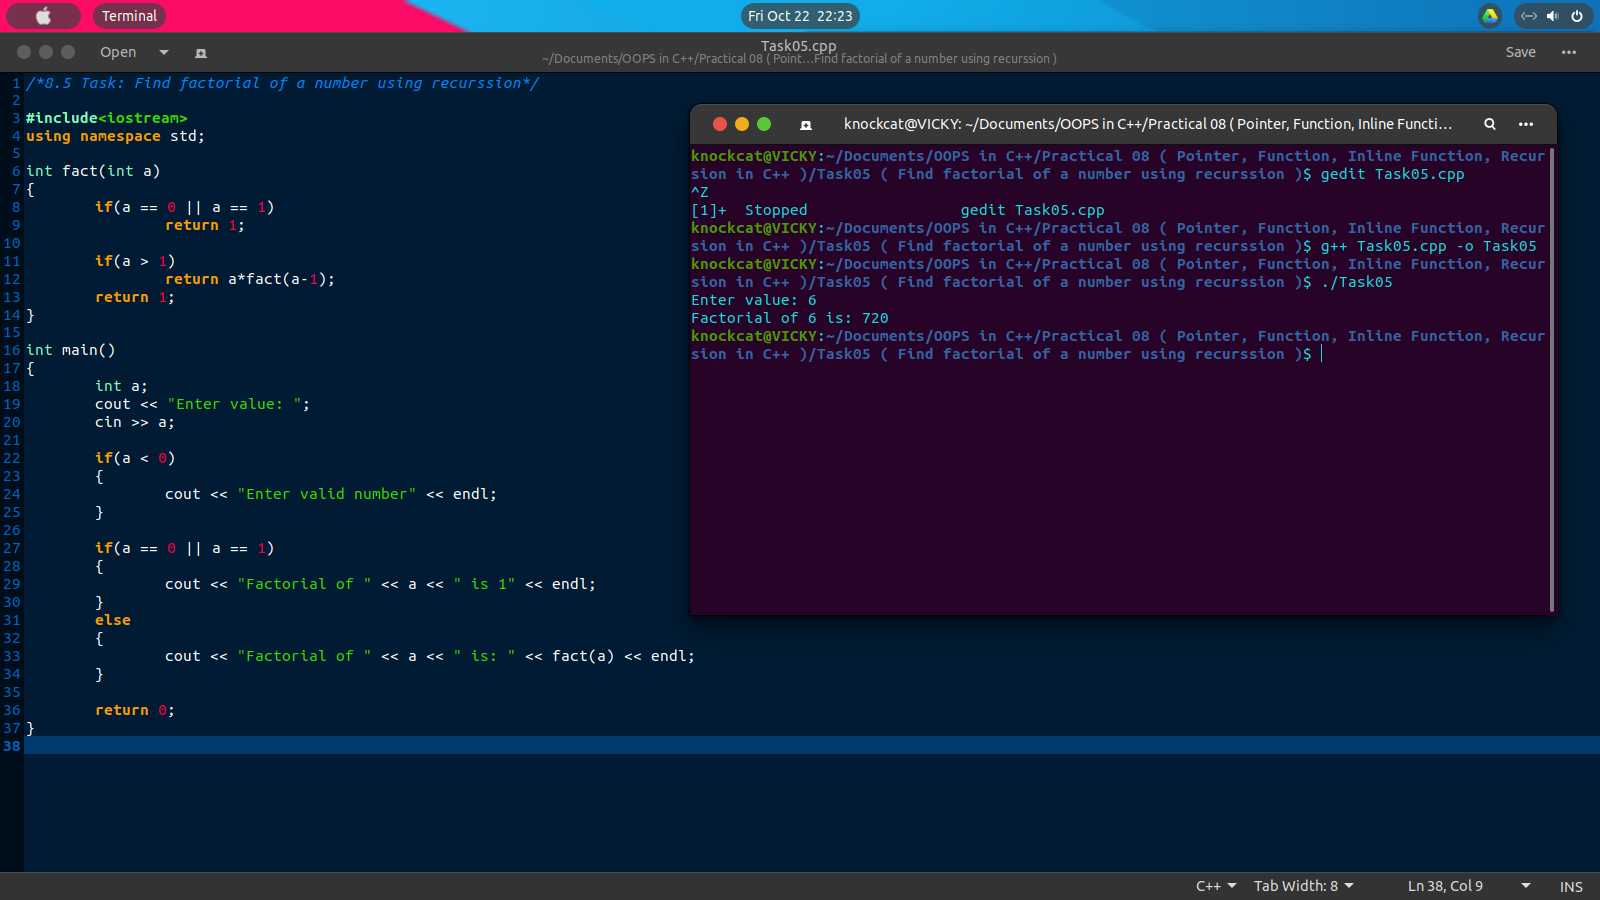 Terminal
Fri Oct 22 22:23
Open
Task05.cpp
~/Documents/OOPS in C++/Practical 08 ( Point…Find factorial of a number using recurssion )
Save
1 /*8.5 Task: Find factorial of a number using recurssion*/
2
3 #include<iostream>
4 using namespace std;
5
6 int fact(int a)
7 {
8 if(a == 0 || a == 1)
9 return 1;
10
11 if(a > 1)
12 return a*fact(a-1);
13 return 1;
14 }
15
16 int main()
17 {
18 int a;
19 cout << "Enter value: ";
20 cin >> a;
21
22 if(a < 0)
23 {
24 cout << "Enter valid number" << endl;
25 }
26
27 if(a == 0 || a == 1)
28 {
29 cout << "Factorial of " << a << " is 1" << endl;
30 }
31 else
32 {
33 cout << "Factorial of " << a << " is: " << fact(a) << endl;
34 }
35
36 return 0;
37 }
38
knockcat@VICKY: ~/Documents/OOPS in C++/Practical 08 ( Pointer, Function, Inline Functi…
knockcat@VICKY:~/Documents/OOPS in C++/Practical 08 ( Pointer, Function, Inline Function, Recur
sion in C++ )/Task05 ( Find factorial of a number using recurssion )$ gedit Task05.cpp
^Z
[1]+  Stopped                 gedit Task05.cpp
knockcat@VICKY:~/Documents/OOPS in C++/Practical 08 ( Pointer, Function, Inline Function, Recur
sion in C++ )/Task05 ( Find factorial of a number using recurssion )$ g++ Task05.cpp -o Task05
knockcat@VICKY:~/Documents/OOPS in C++/Practical 08 ( Pointer, Function, Inline Function, Recur
sion in C++ )/Task05 ( Find factorial of a number using recurssion )$ ./Task05
Enter value: 6
Factorial of 6 is: 720
knockcat@VICKY:~/Documents/OOPS in C++/Practical 08 ( Pointer, Function, Inline Function, Recur
sion in C++ )/Task05 ( Find factorial of a number using recurssion )$
C++
Tab Width: 8
Ln 38, Col 9
INS